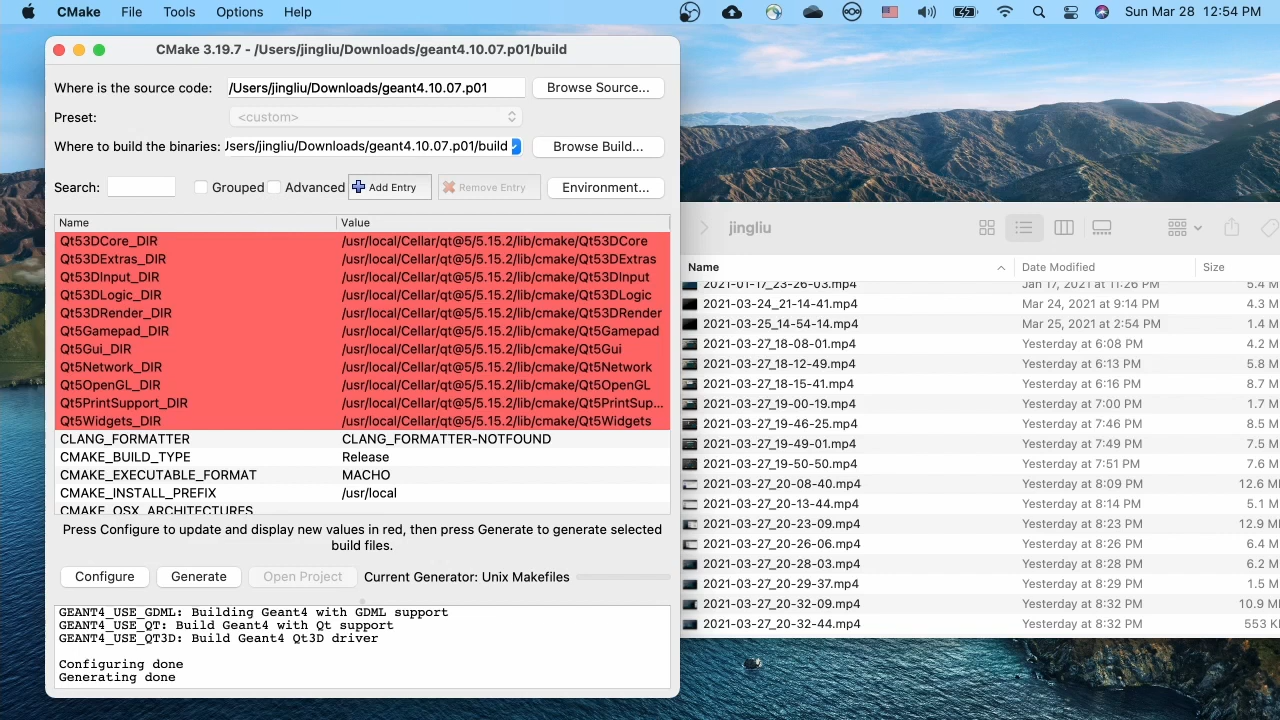 CMake File Tools Options Help Sun Mar 28 12:54 PM
CMake 3.19.7 - /Users/jingliu/Downloads/geant4.10.07.p01/build
Where is the source code: /Users/jingliu/Downloads/geant4.10.07.p01 Browse Source...
Preset: <custom>
Where to build the binaries: Jsers/jingliu/Downloads/geant4.10.07.p01/build Browse Build...
Search: Grouped Advanced Add Entry Remove Entry Environment...
Name Value
Qt53DCore_DIR /usr/local/Cellar/qt@5/5.15.2/lib/cmake/Qt53DCore
Qt53DExtras_DIR /usr/local/Cellar/qt@5/5.15.2/lib/cmake/Qt53DExtras
Qt53DInput_DIR /usr/local/Cellar/qt@5/5.15.2/lib/cmake/Qt53DInput
Qt53DLogic_DIR /usr/local/Cellar/qt@5/5.15.2/lib/cmake/Qt53DLogic
Qt53DRender_DIR /usr/local/Cellar/qt@5/5.15.2/lib/cmake/Qt53DRender
Qt5Gamepad_DIR /usr/local/Cellar/qt@5/5.15.2/lib/cmake/Qt5Gamepad
Qt5Gui_DIR /usr/local/Cellar/qt@5/5.15.2/lib/cmake/Qt5Gui
Qt5Network_DIR /usr/local/Cellar/qt@5/5.15.2/lib/cmake/Qt5Network
Qt5OpenGL_DIR /usr/local/Cellar/qt@5/5.15.2/lib/cmake/Qt5OpenGL
Qt5PrintSupport_DIR /usr/local/Cellar/qt@5/5.15.2/lib/cmake/Qt5PrintSup...
Qt5Widgets_DIR /usr/local/Cellar/qt@5/5.15.2/lib/cmake/Qt5Widgets
CLANG_FORMATTER CLANG_FORMATTER-NOTFOUND
CMAKE_BUILD_TYPE Release
CMAKE_EXECUTABLE_FORMAT MACHO
CMAKE_INSTALL_PREFIX /usr/local
CMAKE_OSX_ARCHITECTURES
Press Configure to update and display new values in red, then press Generate to generate selected
build files.
Configure Generate Open Project Current Generator: Unix Makefiles
GEANT4_USE_GDML: Building Geant4 with GDML support
GEANT4_USE_QT: Build Geant4 with Qt support
GEANT4_USE_QT3D: Build Geant4 Qt3D driver
Configuring done
Generating done
jingliu
Name Date Modified Size
2021-01-17_23-26-03.mp4 Jan 17, 2021 at 11:26 PM 5.4 M
2021-03-24_21-14-41.mp4 Mar 24, 2021 at 9:14 PM 4.3 M
2021-03-25_14-54-14.mp4 Mar 25, 2021 at 2:54 PM 1.4 M
2021-03-27_18-08-01.mp4 Yesterday at 6:08 PM 4.2 M
2021-03-27_18-12-49.mp4 Yesterday at 6:13 PM 5.8 M
2021-03-27_18-15-41.mp4 Yesterday at 6:16 PM 8.7 M
2021-03-27_19-00-19.mp4 Yesterday at 7:00 PM 1.7 M
2021-03-27_19-46-25.mp4 Yesterday at 7:46 PM 8.5 M
2021-03-27_19-49-01.mp4 Yesterday at 7:49 PM 7.5 M
2021-03-27_19-50-50.mp4 Yesterday at 7:51 PM 7.6 M
2021-03-27_20-08-40.mp4 Yesterday at 8:09 PM 12.6 M
2021-03-27_20-13-44.mp4 Yesterday at 8:14 PM 5.1 M
2021-03-27_20-23-09.mp4 Yesterday at 8:23 PM 12.9 M
2021-03-27_20-26-06.mp4 Yesterday at 8:26 PM 6.4 M
2021-03-27_20-28-03.mp4 Yesterday at 8:28 PM 6.2 M
2021-03-27_20-29-37.mp4 Yesterday at 8:29 PM 1.5 M
2021-03-27_20-32-09.mp4 Yesterday at 8:32 PM 10.9 M
2021-03-27_20-32-44.mp4 Yesterday at 8:32 PM 553 K